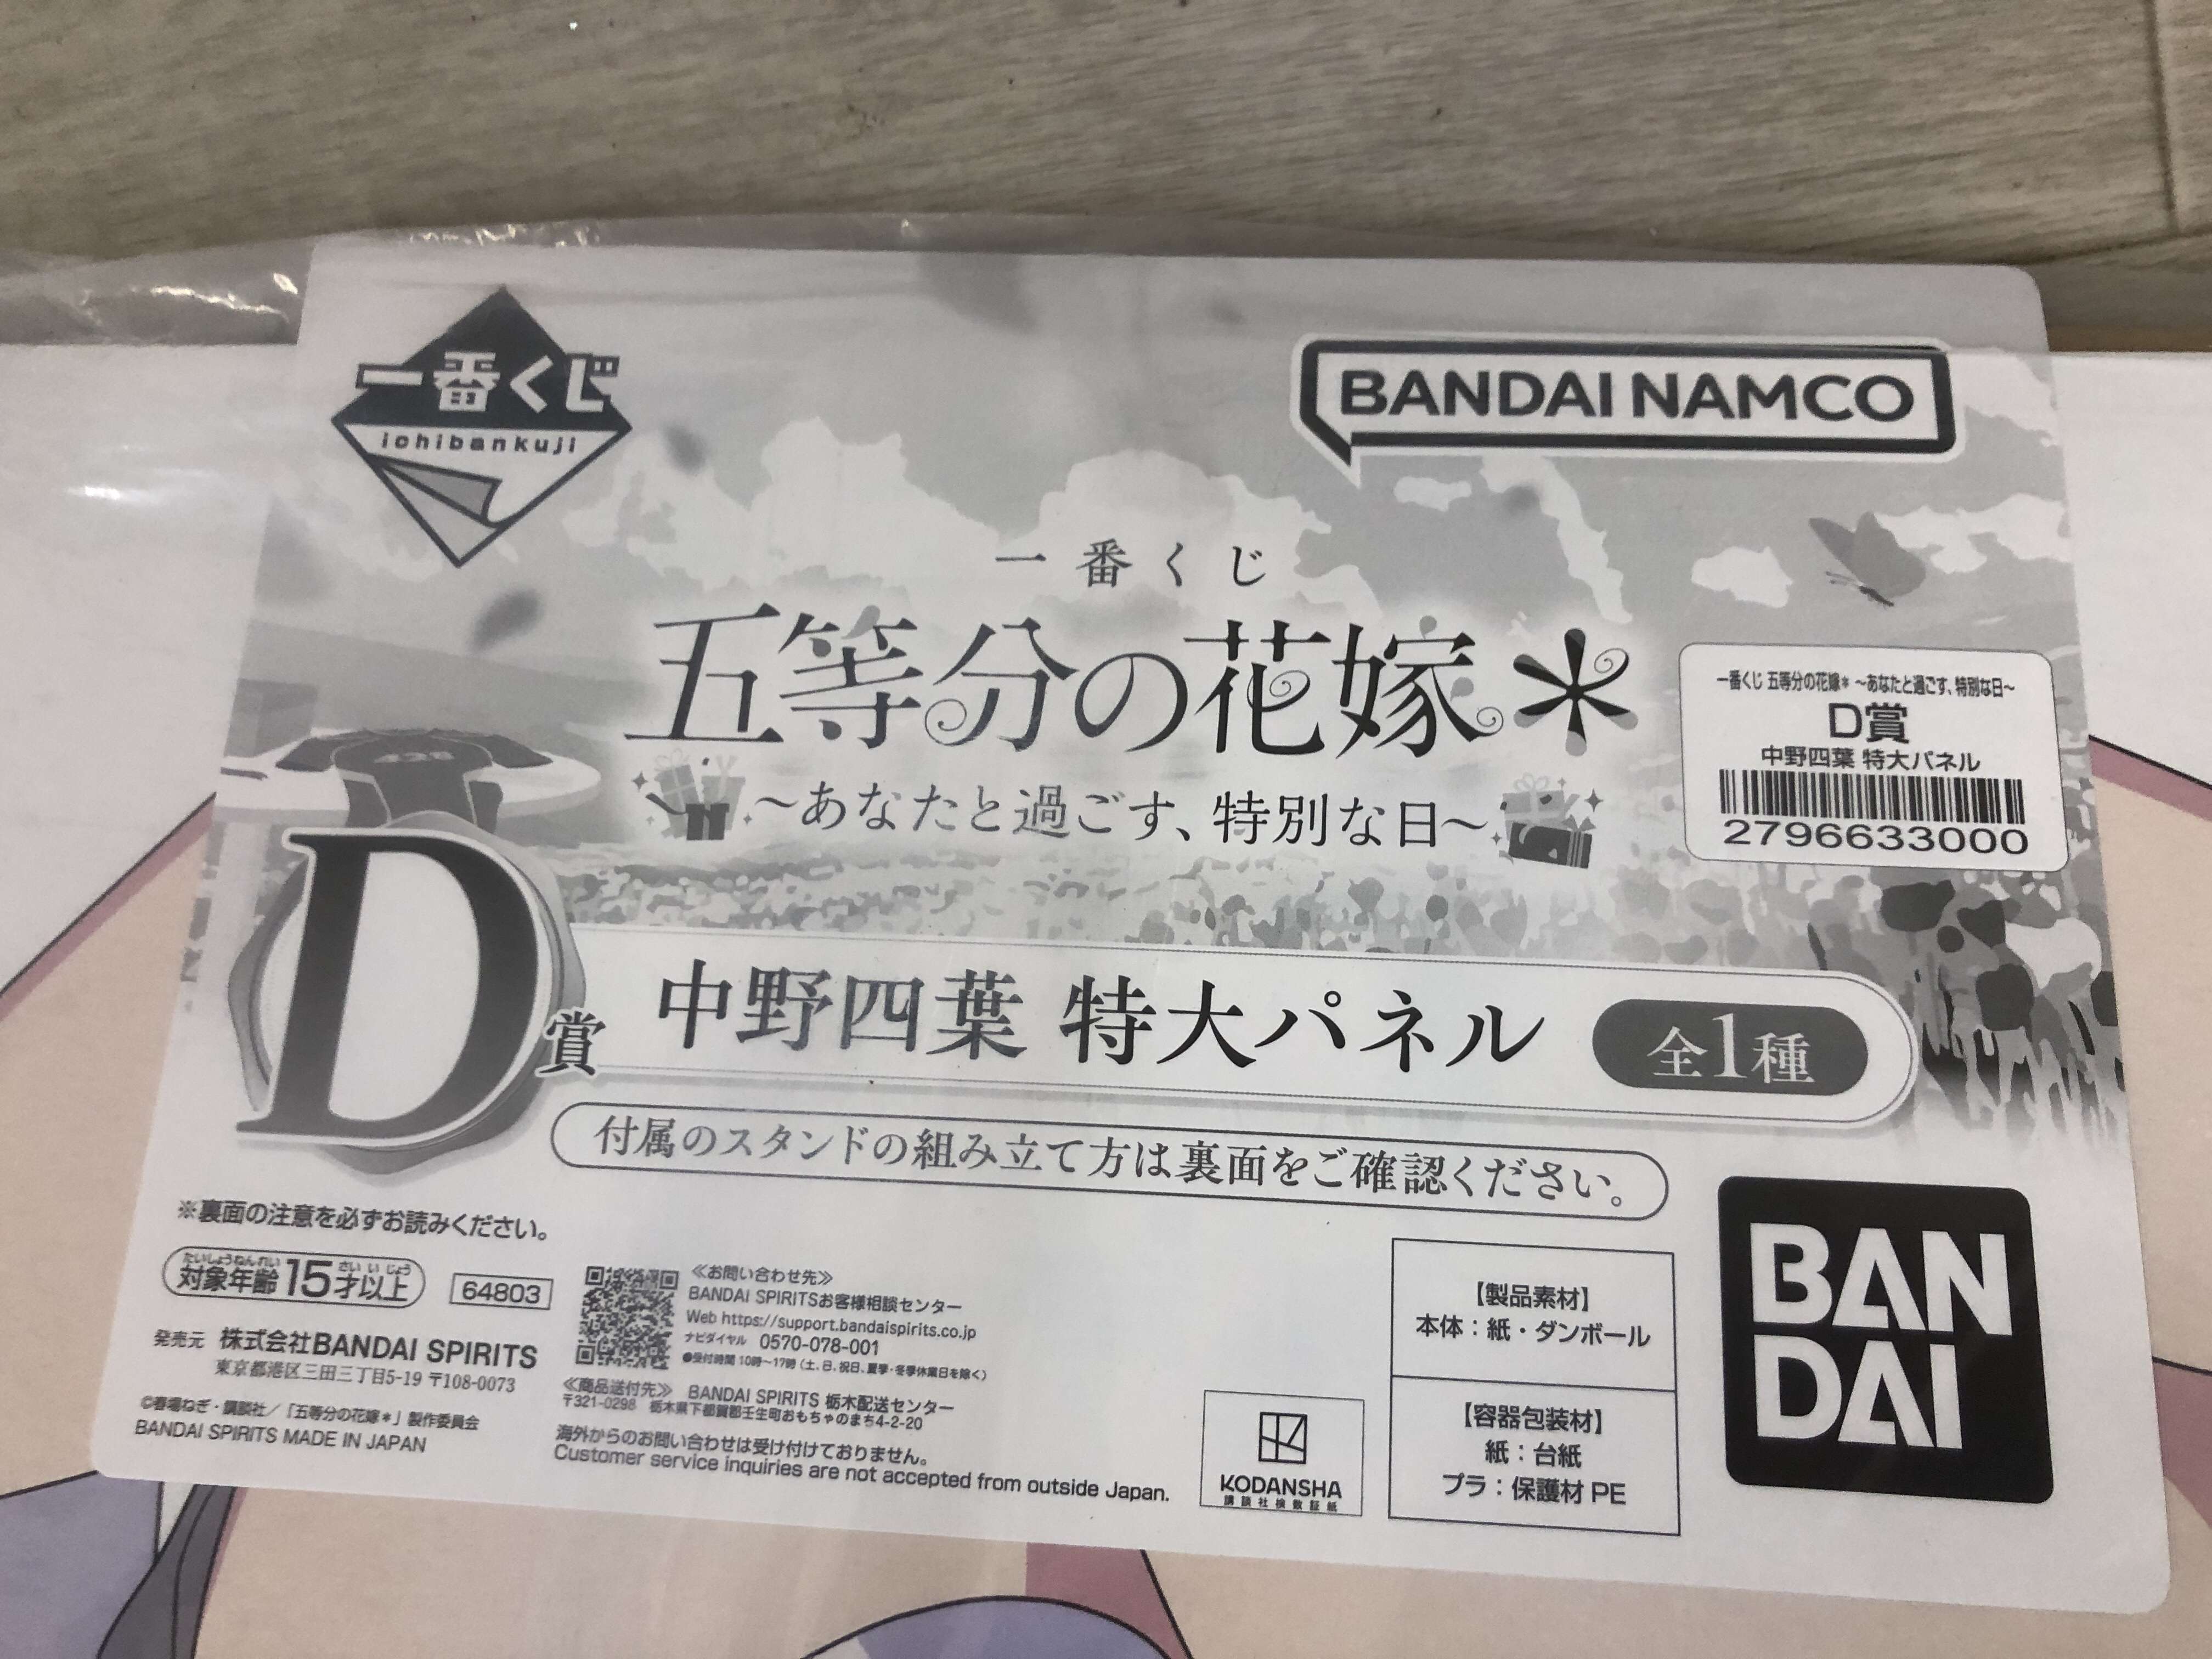 一番くじ
ichibankuji
BANDAI NAMCO
一番くじ
五等分の花嫁＊
～あなたと過ごす、特別な日～
一番くじ 五等分の花嫁＊ ～あなたと過ごす、特別な日～
D賞
中野四葉 特大パネル
2796633000
D賞 中野四葉 特大パネル 全1種
付属のスタンドの組み立て方は裏面をご確認ください。
※裏面の注意を必ずお読みください。
たいしょうねんれい さい いじょう
対象年齢15才以上
64803
発売元 株式会社BANDAI SPIRITS
東京都港区三田三丁目5-19 〒108-0073
©春場ねぎ・講談社／「五等分の花嫁＊」製作委員会
BANDAI SPIRITS MADE IN JAPAN
≪お問い合わせ先≫
BANDAI SPIRITSお客様相談センター
Web https://support.bandaispirits.co.jp
ナビダイヤル 0570-078-001
●受付時間 10時～17時（土、日、祝日、夏季・冬季休業日を除く）
≪商品送付先≫ BANDAI SPIRITS 栃木配送センター
〒321-0298 栃木県下都賀郡壬生町おもちゃのまち4-2-20
海外からのお問い合わせは受け付けておりません。
Customer service inquiries are not accepted from outside Japan.
KODANSHA
講談社検数証紙
【製品素材】
本体：紙・ダンボール
【容器包装材】
紙：台紙
プラ：保護材 PE
BAN
DAI